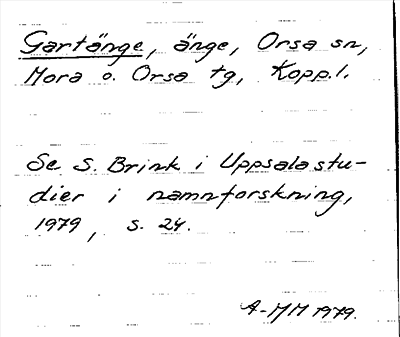 Gartänge, änge, Orsa sn,
Mora o. Orsa tg, Kopp.l.
Se S. Brink i Uppsalastu-
dier i namnforskning,
1979, s. 24.
A-MM 1979.